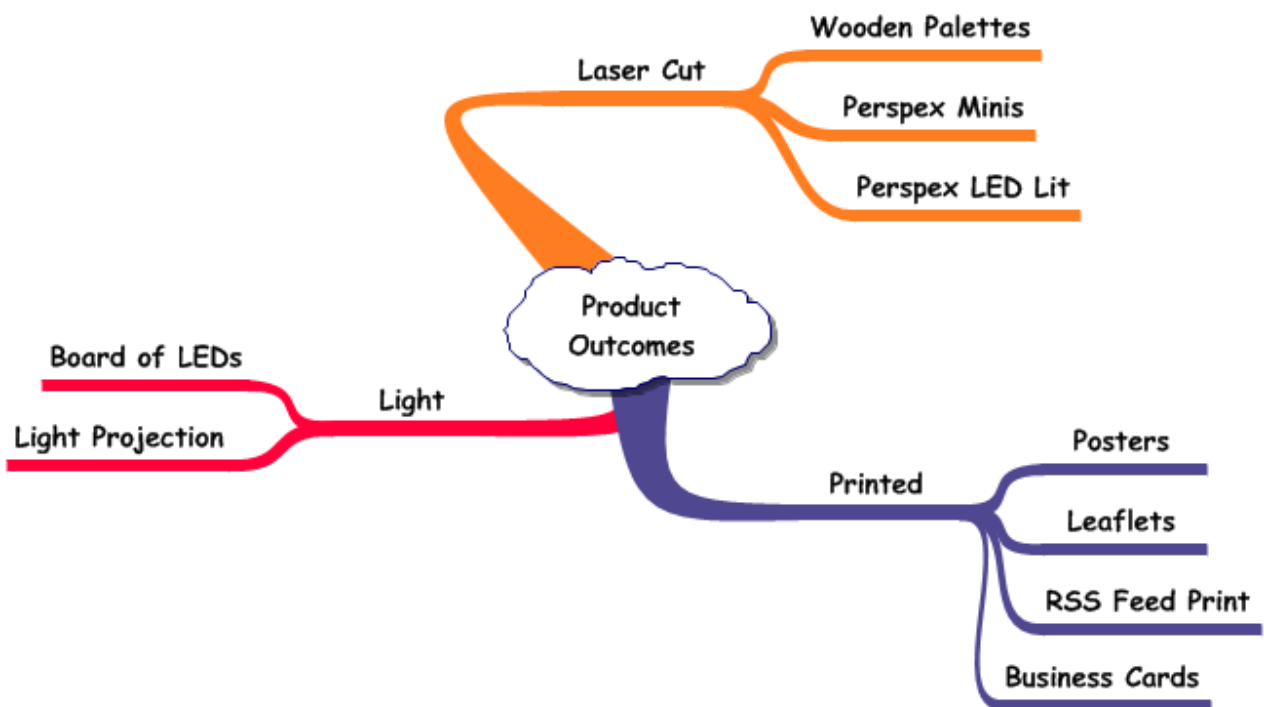 Wooden Palettes
Laser Cut
Perspex Minis
Perspex LED Lit
Product
Outcomes
Board of LEDs
Light
Light Projection
Posters
Printed
Leaflets
RSS Feed Print
Business Cards